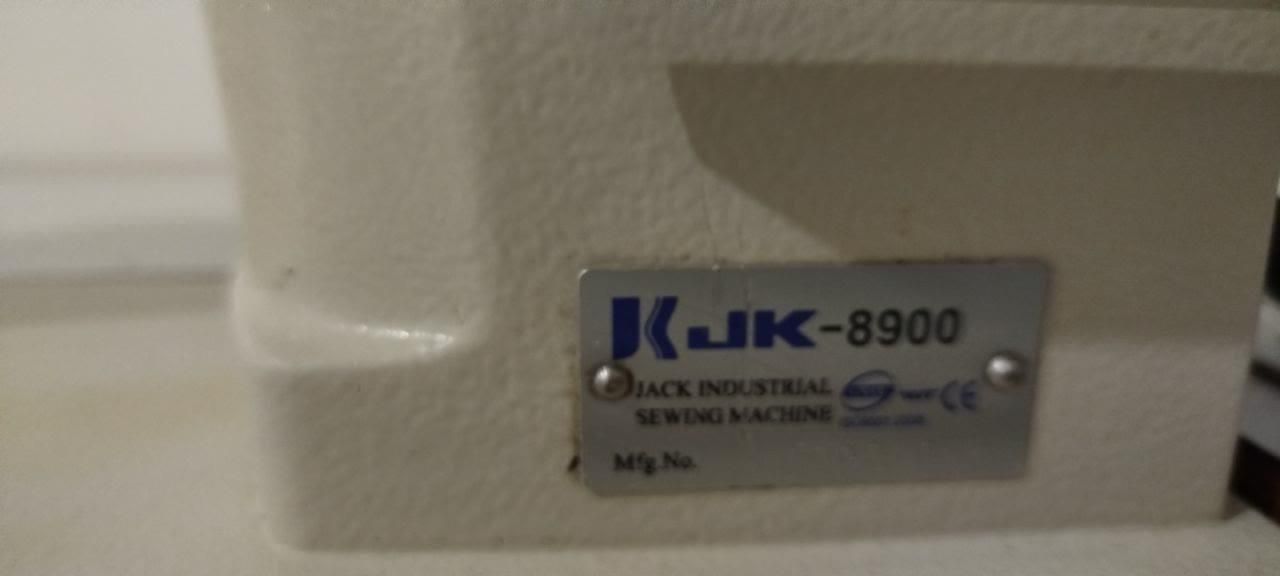 JK-8900
JACK INDUSTRIAL
SEWING MACHINE
CE
Mfg.No.